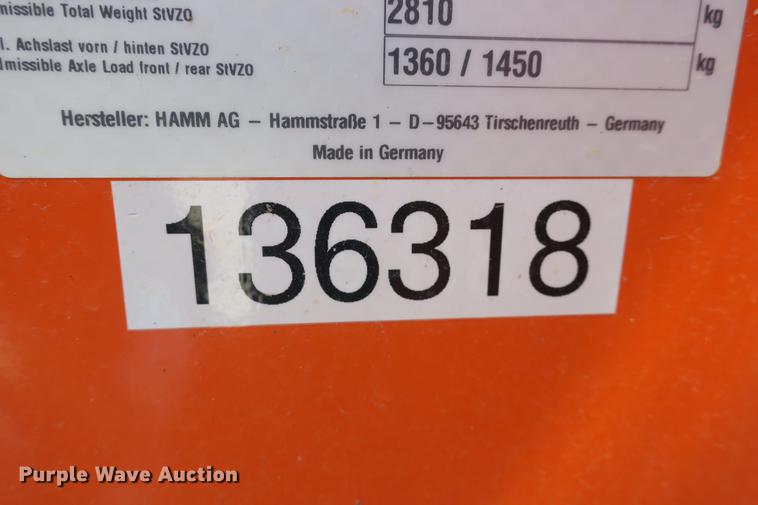 missible Total Weight StVZO 2810 kg
l. Achslast vorn / hinten StVZO
missible Axle Load front / rear StVZO 1360 / 1450 kg
Hersteller: HAMM AG – Hammstraße 1 – D–95643 Tirschenreuth – Germany
Made in Germany
136318
Purple Wave Auction